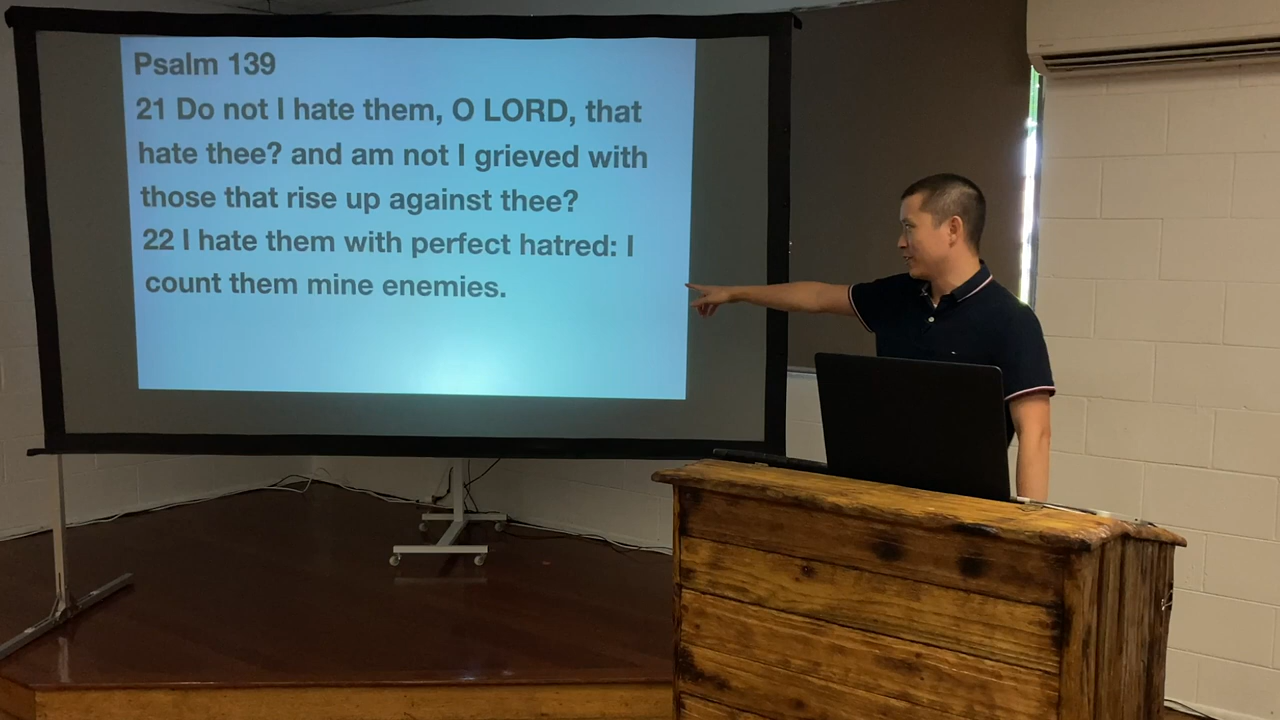 Psalm 139
21 Do not I hate them, O LORD, that
hate thee? and am not I grieved with
those that rise up against thee?
22 I hate them with perfect hatred: I
count them mine enemies.